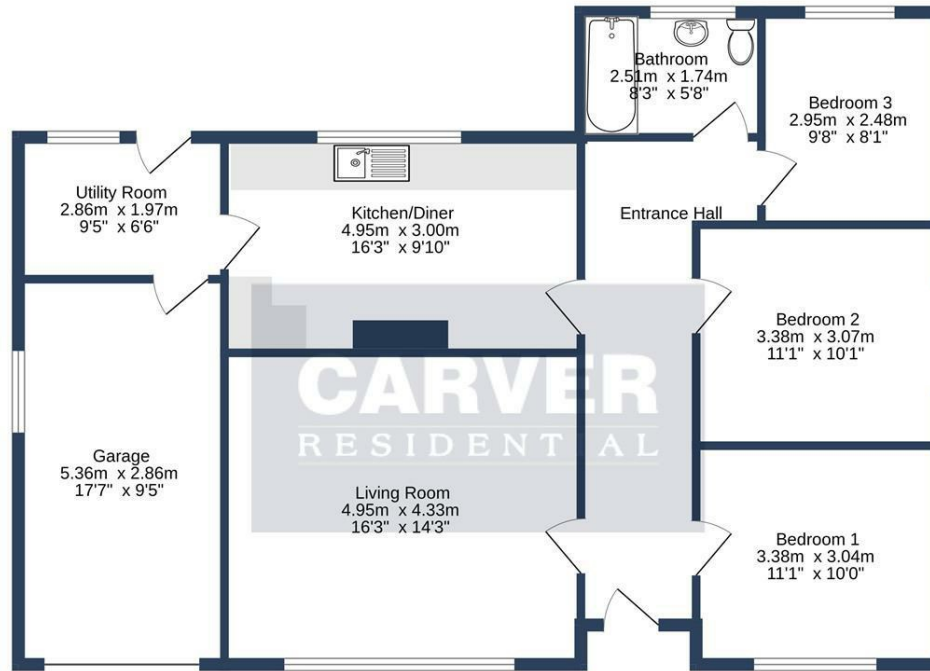 Bathroom
2.51m x 1.74m
8'3" x 5'8"
Bedroom 3
2.95m x 2.48m
9'8" x 8'1"
Utility Room
2.86m x 1.97m
9'5" x 6'6"
Kitchen/Diner
4.95m x 3.00m
16'3" x 9'10"
Entrance Hall
Bedroom 2
3.38m x 3.07m
11'1" x 10'1"
CARVER
RESIDENTIAL
Garage
5.36m x 2.86m
17'7" x 9'5"
Living Room
4.95m x 4.33m
16'3" x 14'3"
Bedroom 1
3.38m x 3.04m
11'1" x 10'0"